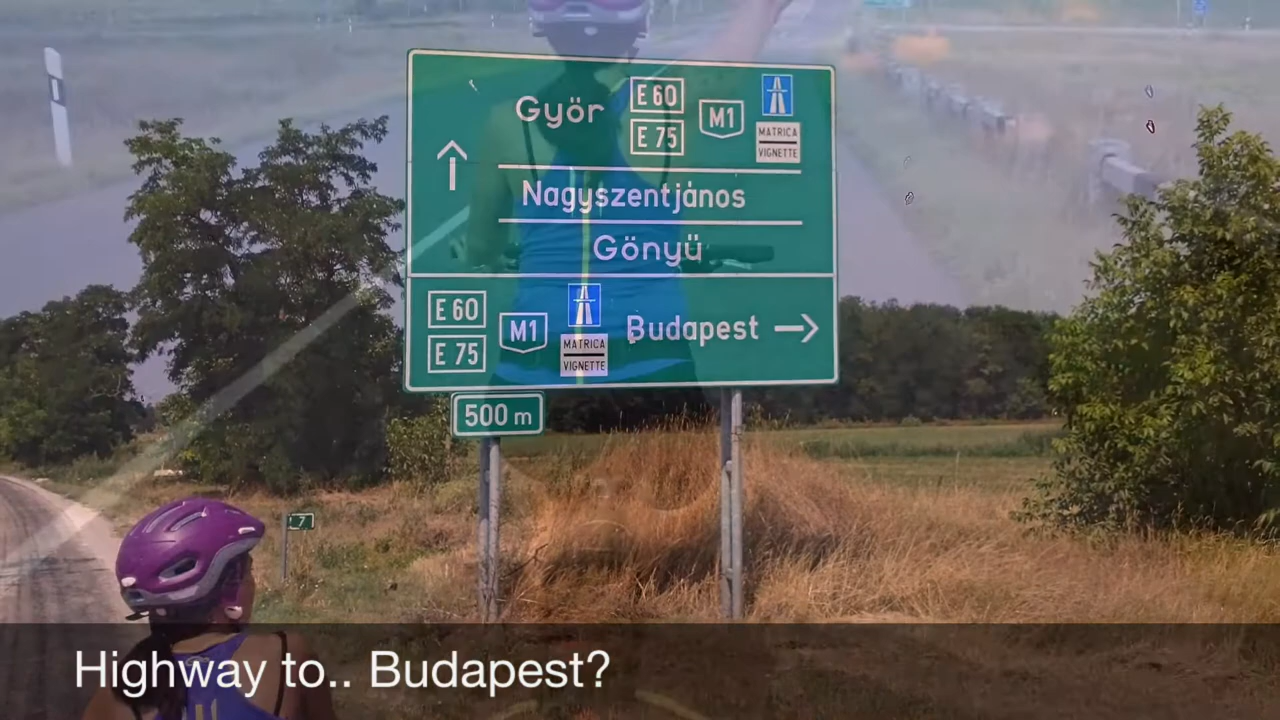 Győr E 60 M1
E 75 MATRICA
VIGNETTE
Nagyszentjános
Gönyű
E 60 M1 Budapest
E 75 MATRICA
VIGNETTE
500 m
7
Highway to.. Budapest?